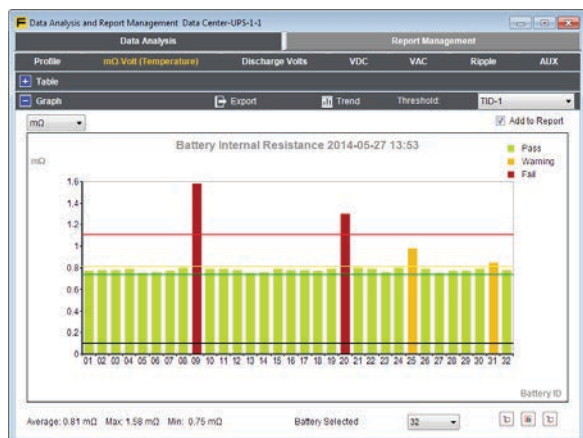 Data Analysis and Report Management Data Center-UPS-1-1
Data Analysis Report Management
Profile mΩ Volt (Temperature) Discharge Volts VDC VAC Ripple AUX
Table
Graph Export Trend Threshold: TID-1
mΩ Add to Report
Battery Internal Resistance 2014-05-27 13:53
mΩ
Pass
Warning
Fail
1.6
1.4
1.2
1
0.8
0.6
0.4
0.2
0
01 02 03 04 05 06 07 08 09 10 11 12 13 14 15 16 17 18 19 20 21 22 23 24 25 26 27 28 29 30 31 32
Battery ID
Average: 0.81 mΩ Max: 1.58 mΩ Min: 0.75 mΩ Battery Selected 32